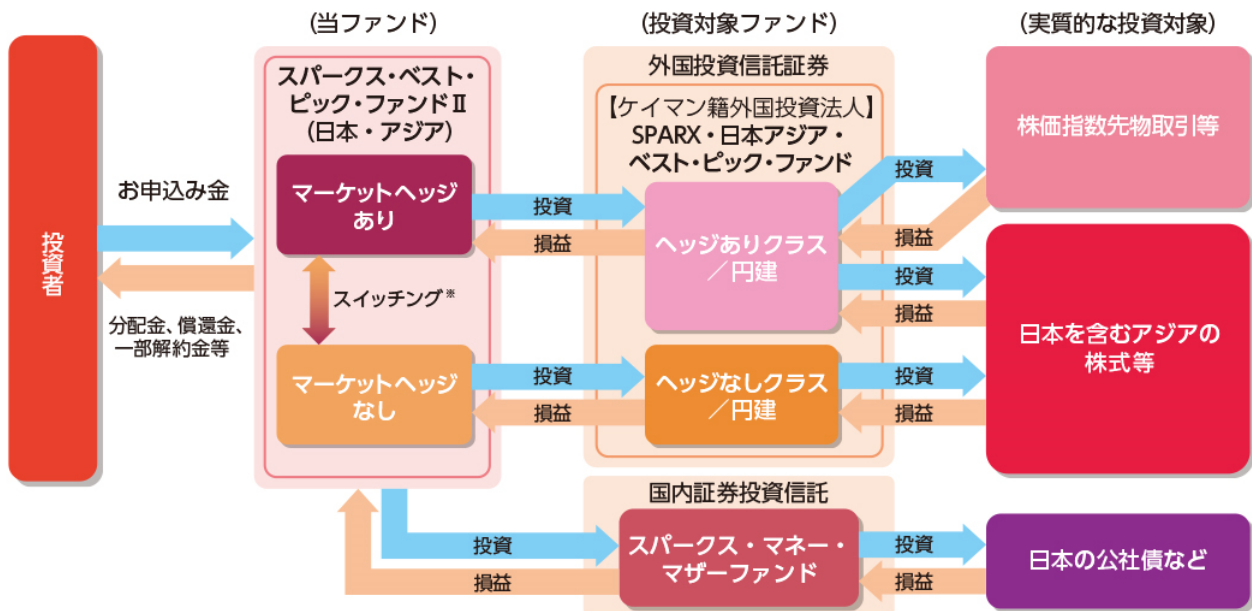 (当ファンド)
(投資対象ファンド)
(実質的な投資対象)
投資者
お申込み金
分配金、償還金、
一部解約金等
スパークス・ベスト・
ピック・ファンドⅡ
(日本・アジア)
マーケットヘッジ
あり
スイッチング※
マーケットヘッジ
なし
投資
損益
投資
損益
外国投資信託証券
【ケイマン籍外国投資法人】
SPARX・日本アジア・
ベスト・ピック・ファンド
ヘッジありクラス
／円建
ヘッジなしクラス
／円建
投資
損益
投資
損益
投資
損益
株価指数先物取引等
日本を含むアジアの
株式等
投資
損益
国内証券投資信託
スパークス・マネー・
マザーファンド
投資
損益
日本の公社債など